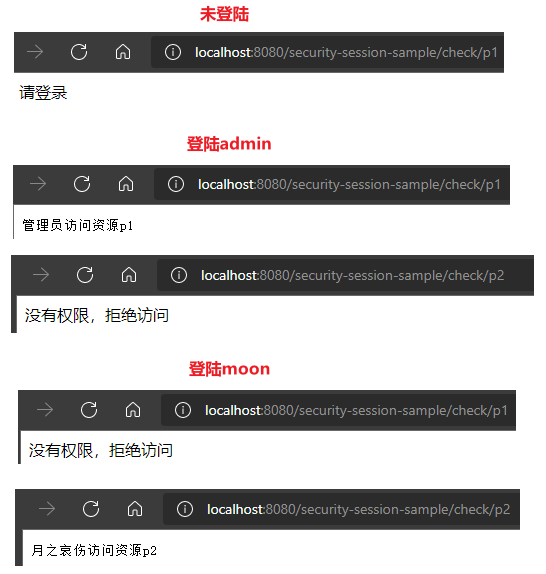 未登陆
localhost:8080/security-session-sample/check/p1
请登录
登陆admin
localhost:8080/security-session-sample/check/p1
管理员访问资源p1
localhost:8080/security-session-sample/check/p2
没有权限，拒绝访问
登陆moon
localhost:8080/security-session-sample/check/p1
没有权限，拒绝访问
localhost:8080/security-session-sample/check/p2
月之哀伤访问资源p2